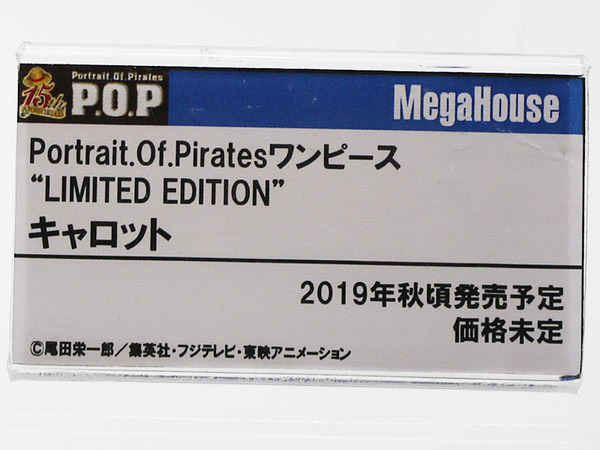 15th
ANNIVERSARY
Portrait Of Pirates
P.O.P
MegaHouse
Portrait.Of.Piratesワンピース
“LIMITED EDITION”
キャロット
2019年秋頃発売予定
価格未定
©尾田栄一郎／集英社・フジテレビ・東映アニメーション